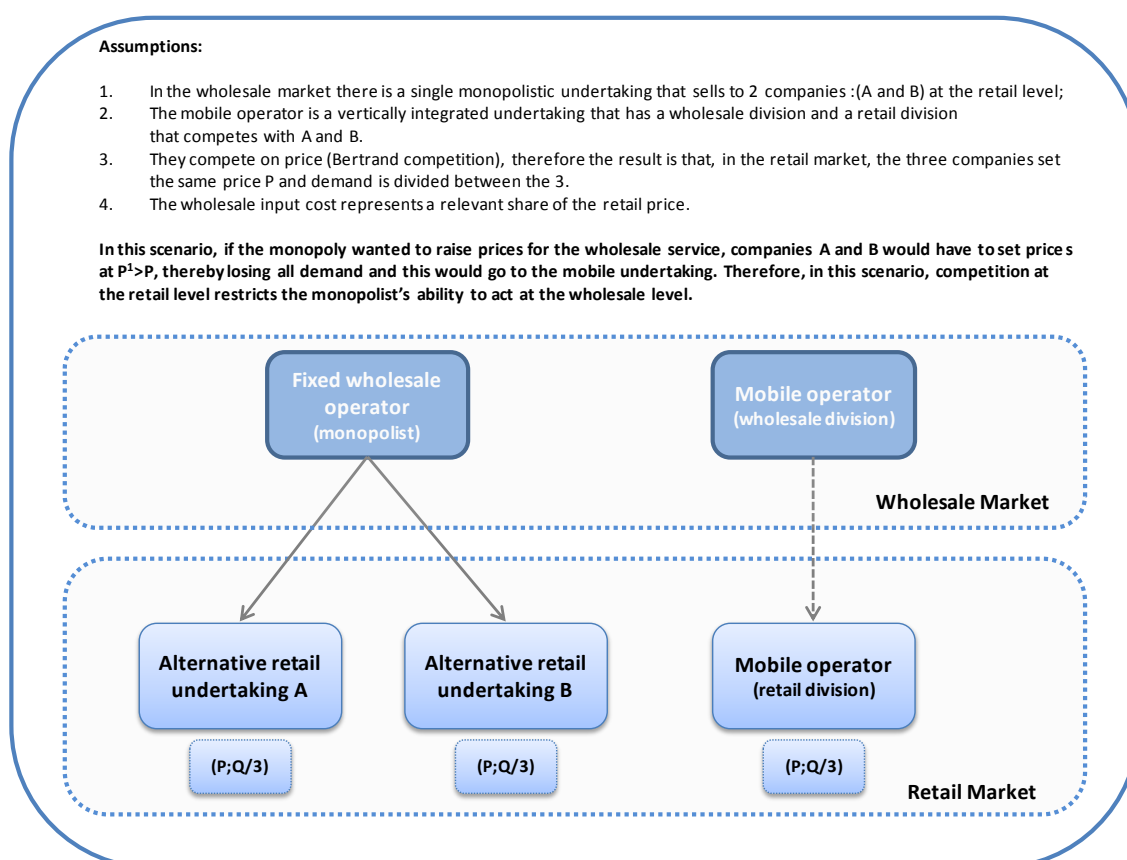 Assumptions:
1. In the wholesale market there is a single monopolistic undertaking that sells to 2 companies :(A and B) at the retail level;
2. The mobile operator is a vertically integrated undertaking that has a wholesale division and a retail division
that competes with A and B.
3. They compete on price (Bertrand competition), therefore the result is that, in the retail market, the three companies set
the same price P and demand is divided between the 3.
4. The wholesale input cost represents a relevant share of the retail price.
In this scenario, if the monopoly wanted to raise prices for the wholesale service, companies A and B would have to set prices
at P¹>P, thereby losing all demand and this would go to the mobile undertaking. Therefore, in this scenario, competition at
the retail level restricts the monopolist's ability to act at the wholesale level.
Fixed wholesale
operator
(monopolist)
Mobile operator
(wholesale division)
Wholesale Market
Alternative retail
undertaking A
Alternative retail
undertaking B
Mobile operator
(retail division)
(P;Q/3)
(P;Q/3)
(P;Q/3)
Retail Market